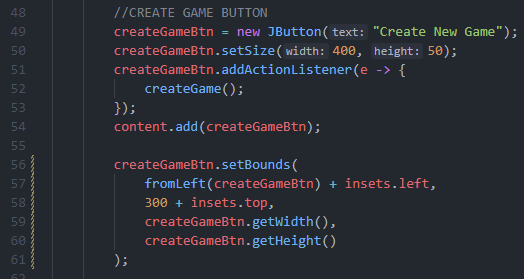 48 //CREATE GAME BUTTON
49 createGameBtn = new JButton( text: "Create New Game");
50 createGameBtn.setSize( width: 400, height: 50);
51 createGameBtn.addActionListener(e -> {
52 createGame();
53 });
54 content.add(createGameBtn);
55
56 createGameBtn.setBounds(
57 fromLeft(createGameBtn) + insets.left,
58 300 + insets.top,
59 createGameBtn.getWidth(),
60 createGameBtn.getHeight()
61 );